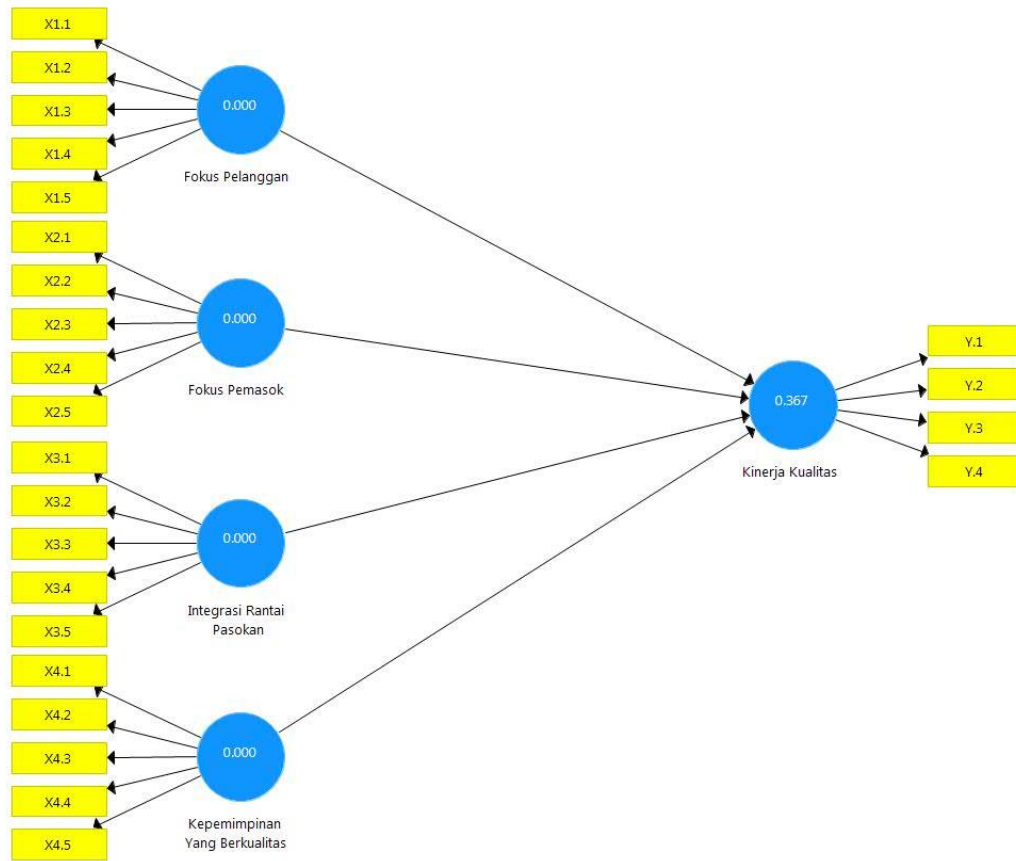 X1.1
X1.2
X1.3
X1.4
X1.5
0.000
Fokus Pelanggan
X2.1
X2.2
X2.3
X2.4
X2.5
0.000
Fokus Pemasok
X3.1
X3.2
X3.3
X3.4
X3.5
0.000
Integrasi Rantai
Pasokan
X4.1
X4.2
X4.3
X4.4
X4.5
0.000
Kepemimpinan
Yang Berkualitas
0.367
Kinerja Kualitas
Y.1
Y.2
Y.3
Y.4